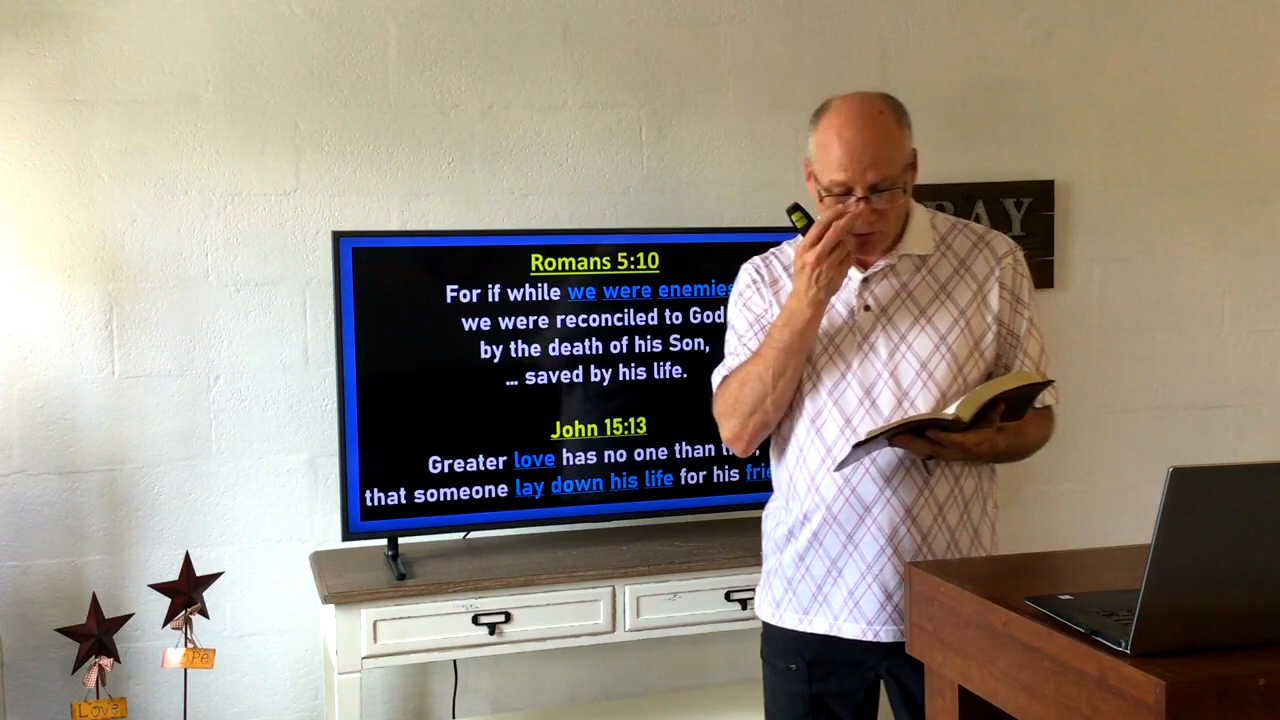 Romans 5:10
For if while we were enemies
we were reconciled to God
by the death of his Son,
... saved by his life.
John 15:13
Greater love has no one than
that someone lay down his life for his
RAY
Love